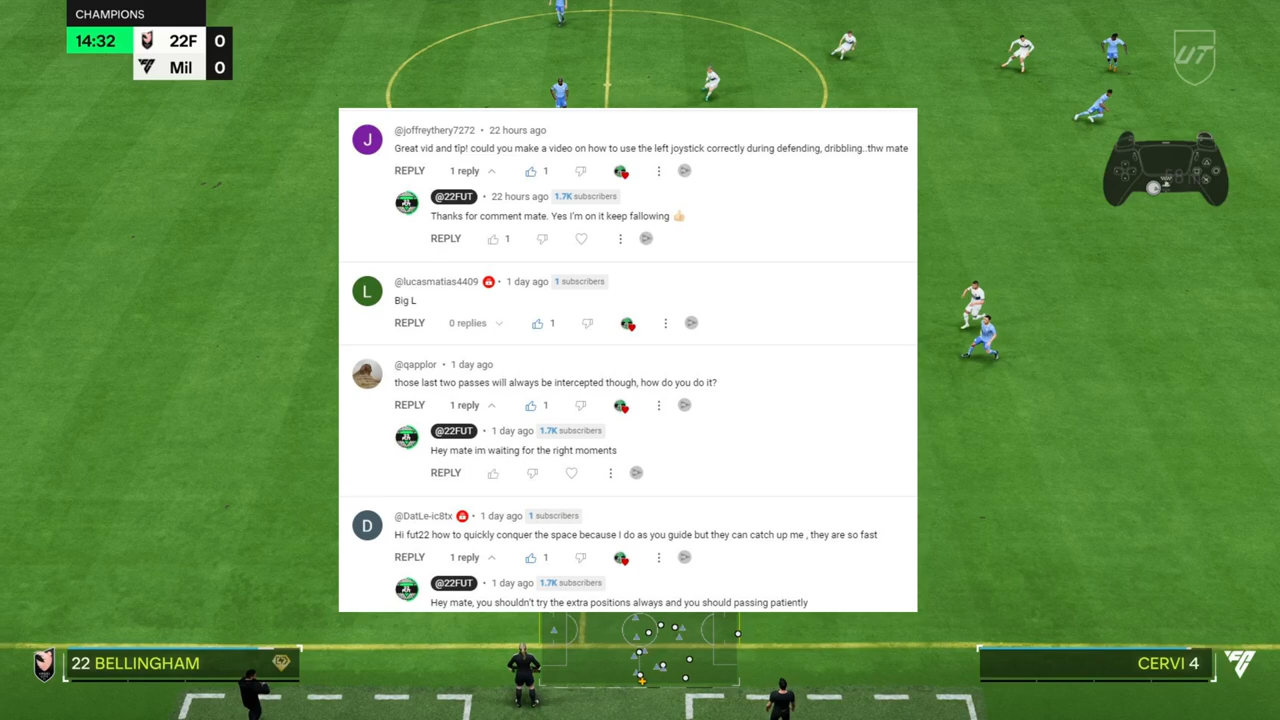 CHAMPIONS
14:32 22F 0
Mil 0
UT
J @joffreythery7272 • 22 hours ago
Great vid and tip! could you make a video on how to use the left joystick correctly during defending, dribbling..thw mate
REPLY 1 reply 1
@22FUT • 22 hours ago 1.7K subscribers
Thanks for comment mate. Yes I'm on it keep fallowing 👍🏻
REPLY 1
L @lucasmatias4409 • 1 day ago 1 subscribers
Big L
REPLY 0 replies 1
@qapplor • 1 day ago
those last two passes will always be intercepted though, how do you do it?
REPLY 1 reply 1
@22FUT • 1 day ago 1.7K subscribers
Hey mate im waiting for the right moments
REPLY
D @DatLe-ic8tx • 1 day ago 1 subscribers
Hi fut22 how to quickly conquer the space because I do as you guide but they can catch up me , they are so fast
REPLY 1 reply 1
@22FUT • 1 day ago 1.7K subscribers
Hey mate, you shouldn't try the extra positions always and you should passing patiently
22 BELLINGHAM
CERVI 4